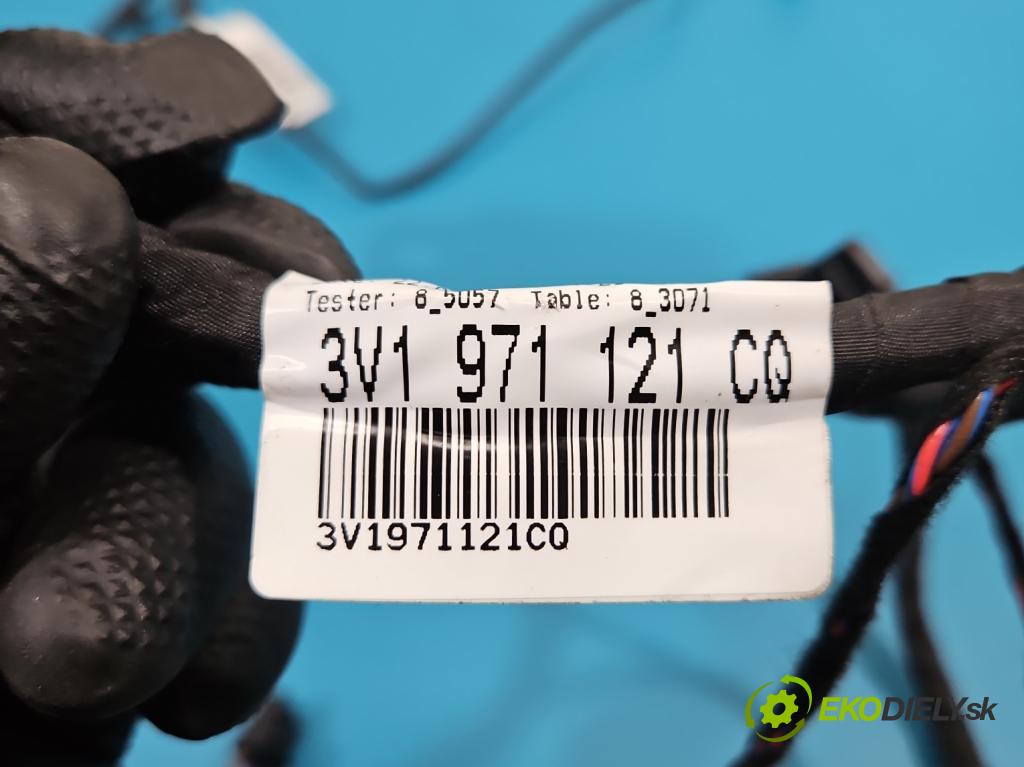 Tester: 8_5057 Table: 8_3071
3V1 971 121 CQ
3V1971121CQ
EKODIELY.sk